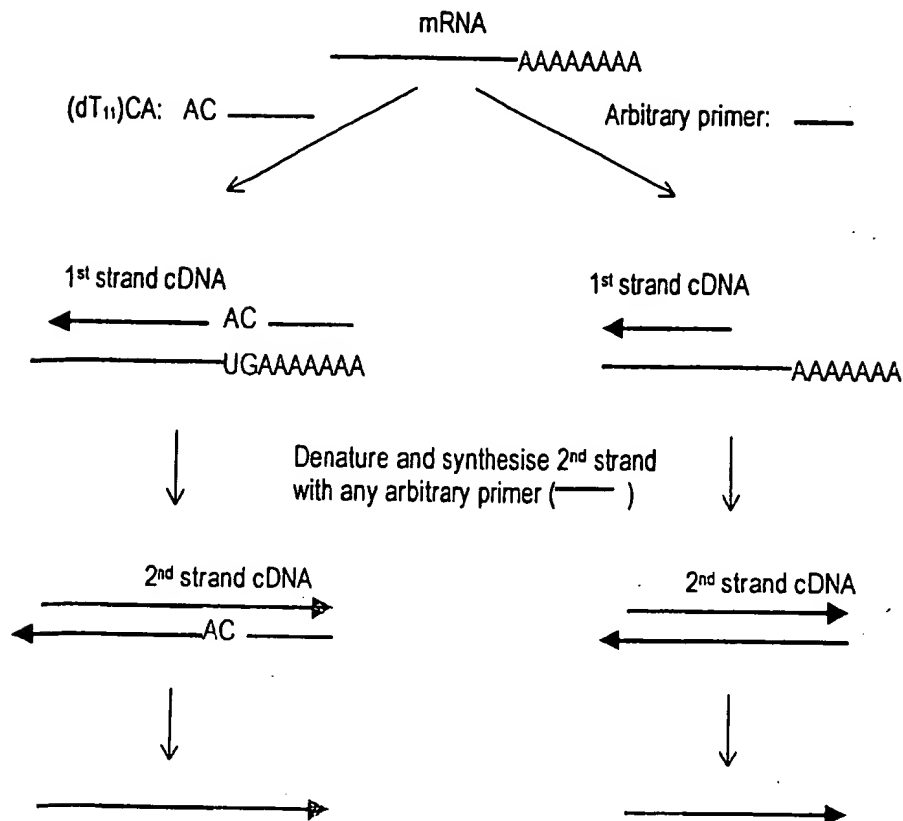 mRNA
AAAAAAAA
(dT₁₁)CA: AC
Arbitrary primer:
1st strand cDNA
AC
UGAAAAAAA
1st strand cDNA
AAAAAAA
Denature and synthesise 2nd strand
with any arbitrary primer ( )
2nd strand cDNA
AC
2nd strand cDNA